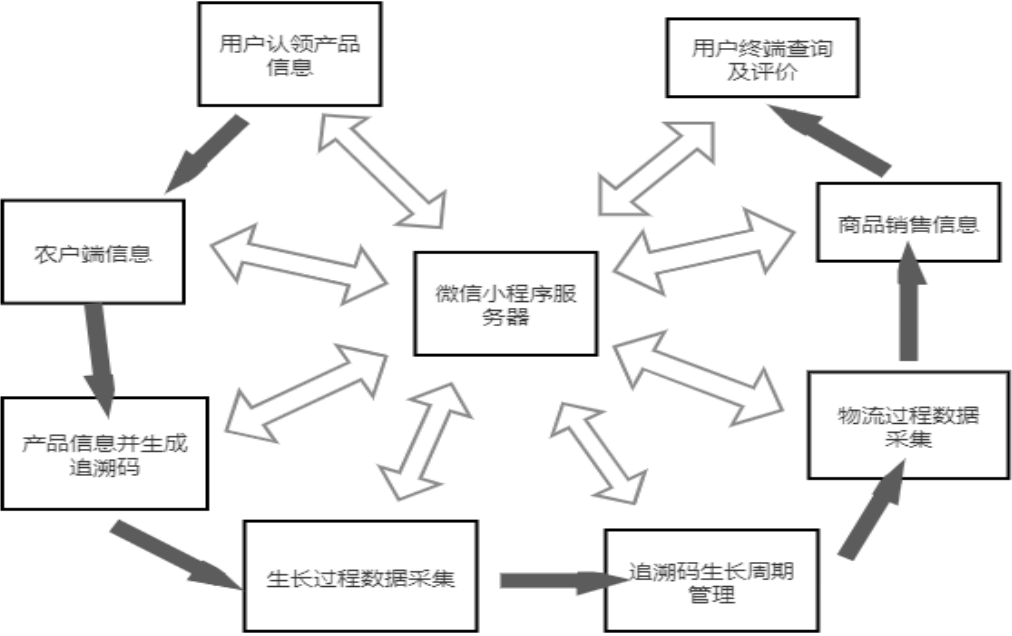 用户认领产品
信息
用户终端查询
及评价
农户端信息
商品销售信息
微信小程序服
务器
产品信息并生成
追溯码
物流过程数据
采集
生长过程数据采集
追溯码生长周期
管理